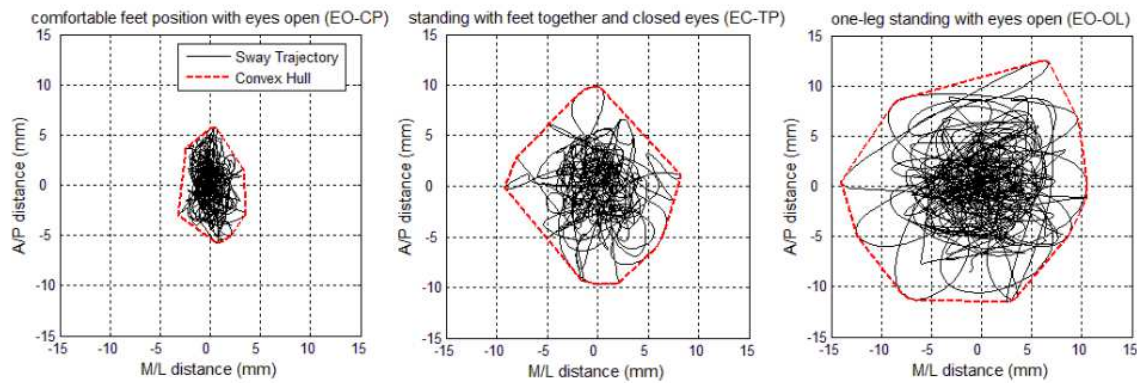 comfortable feet position with eyes open (EO-CP)
15
10
5
0
-5
-10
-15
A/P distance (mm)
Sway Trajectory
Convex Hull
-15 -10 -5 0 5 10 15
M/L distance (mm)
standing with feet together and closed eyes (EC-TP)
15
10
5
0
-5
-10
-15
A/P distance (mm)
-15 -10 -5 0 5 10 15
M/L distance (mm)
one-leg standing with eyes open (EO-OL)
15
10
5
0
-5
-10
-15
A/P distance (mm)
-15 -10 -5 0 5 10 15
M/L distance (mm)